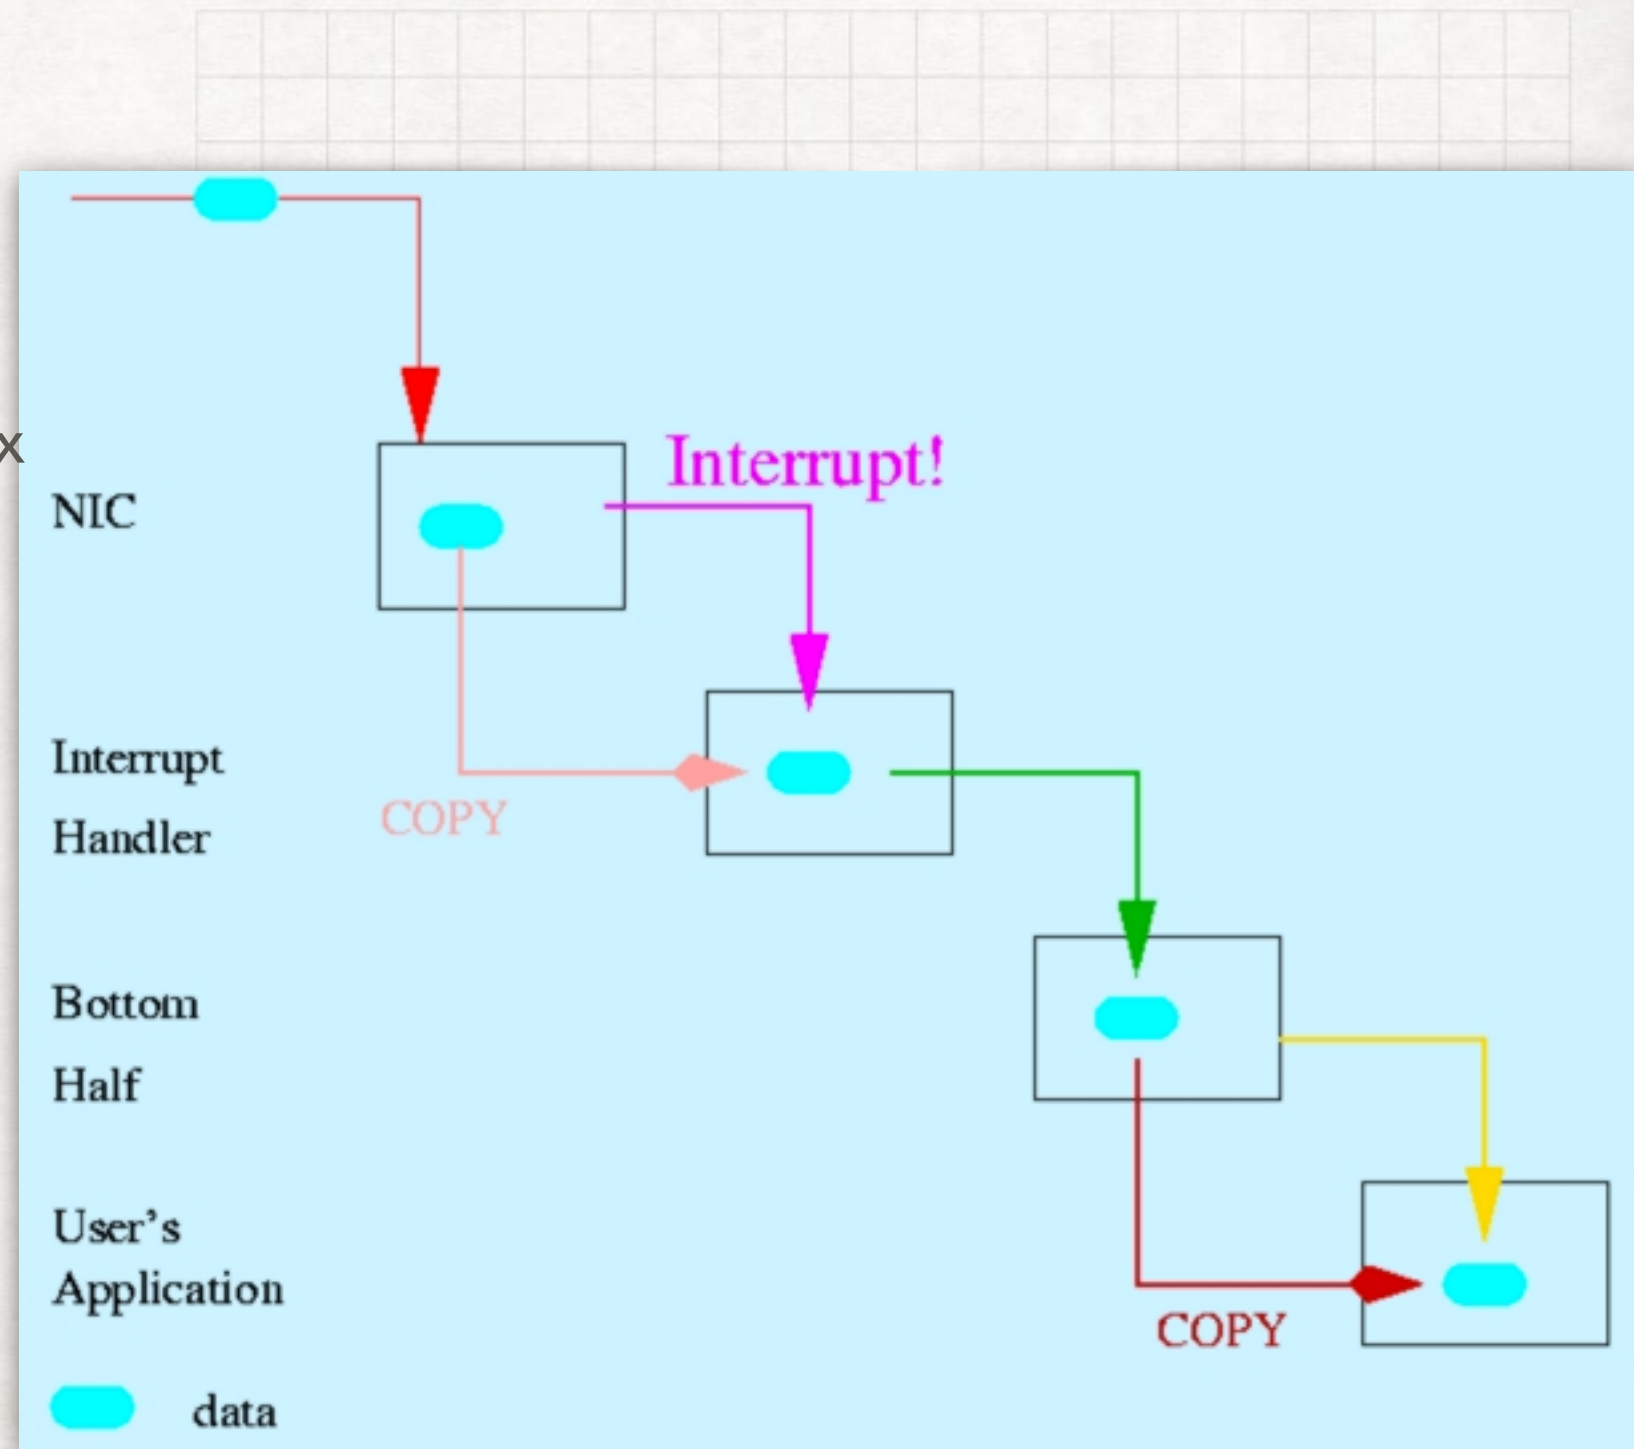 x
NIC
Interrupt!
Interrupt
Handler
COPY
Bottom
Half
User's
Application
COPY
data